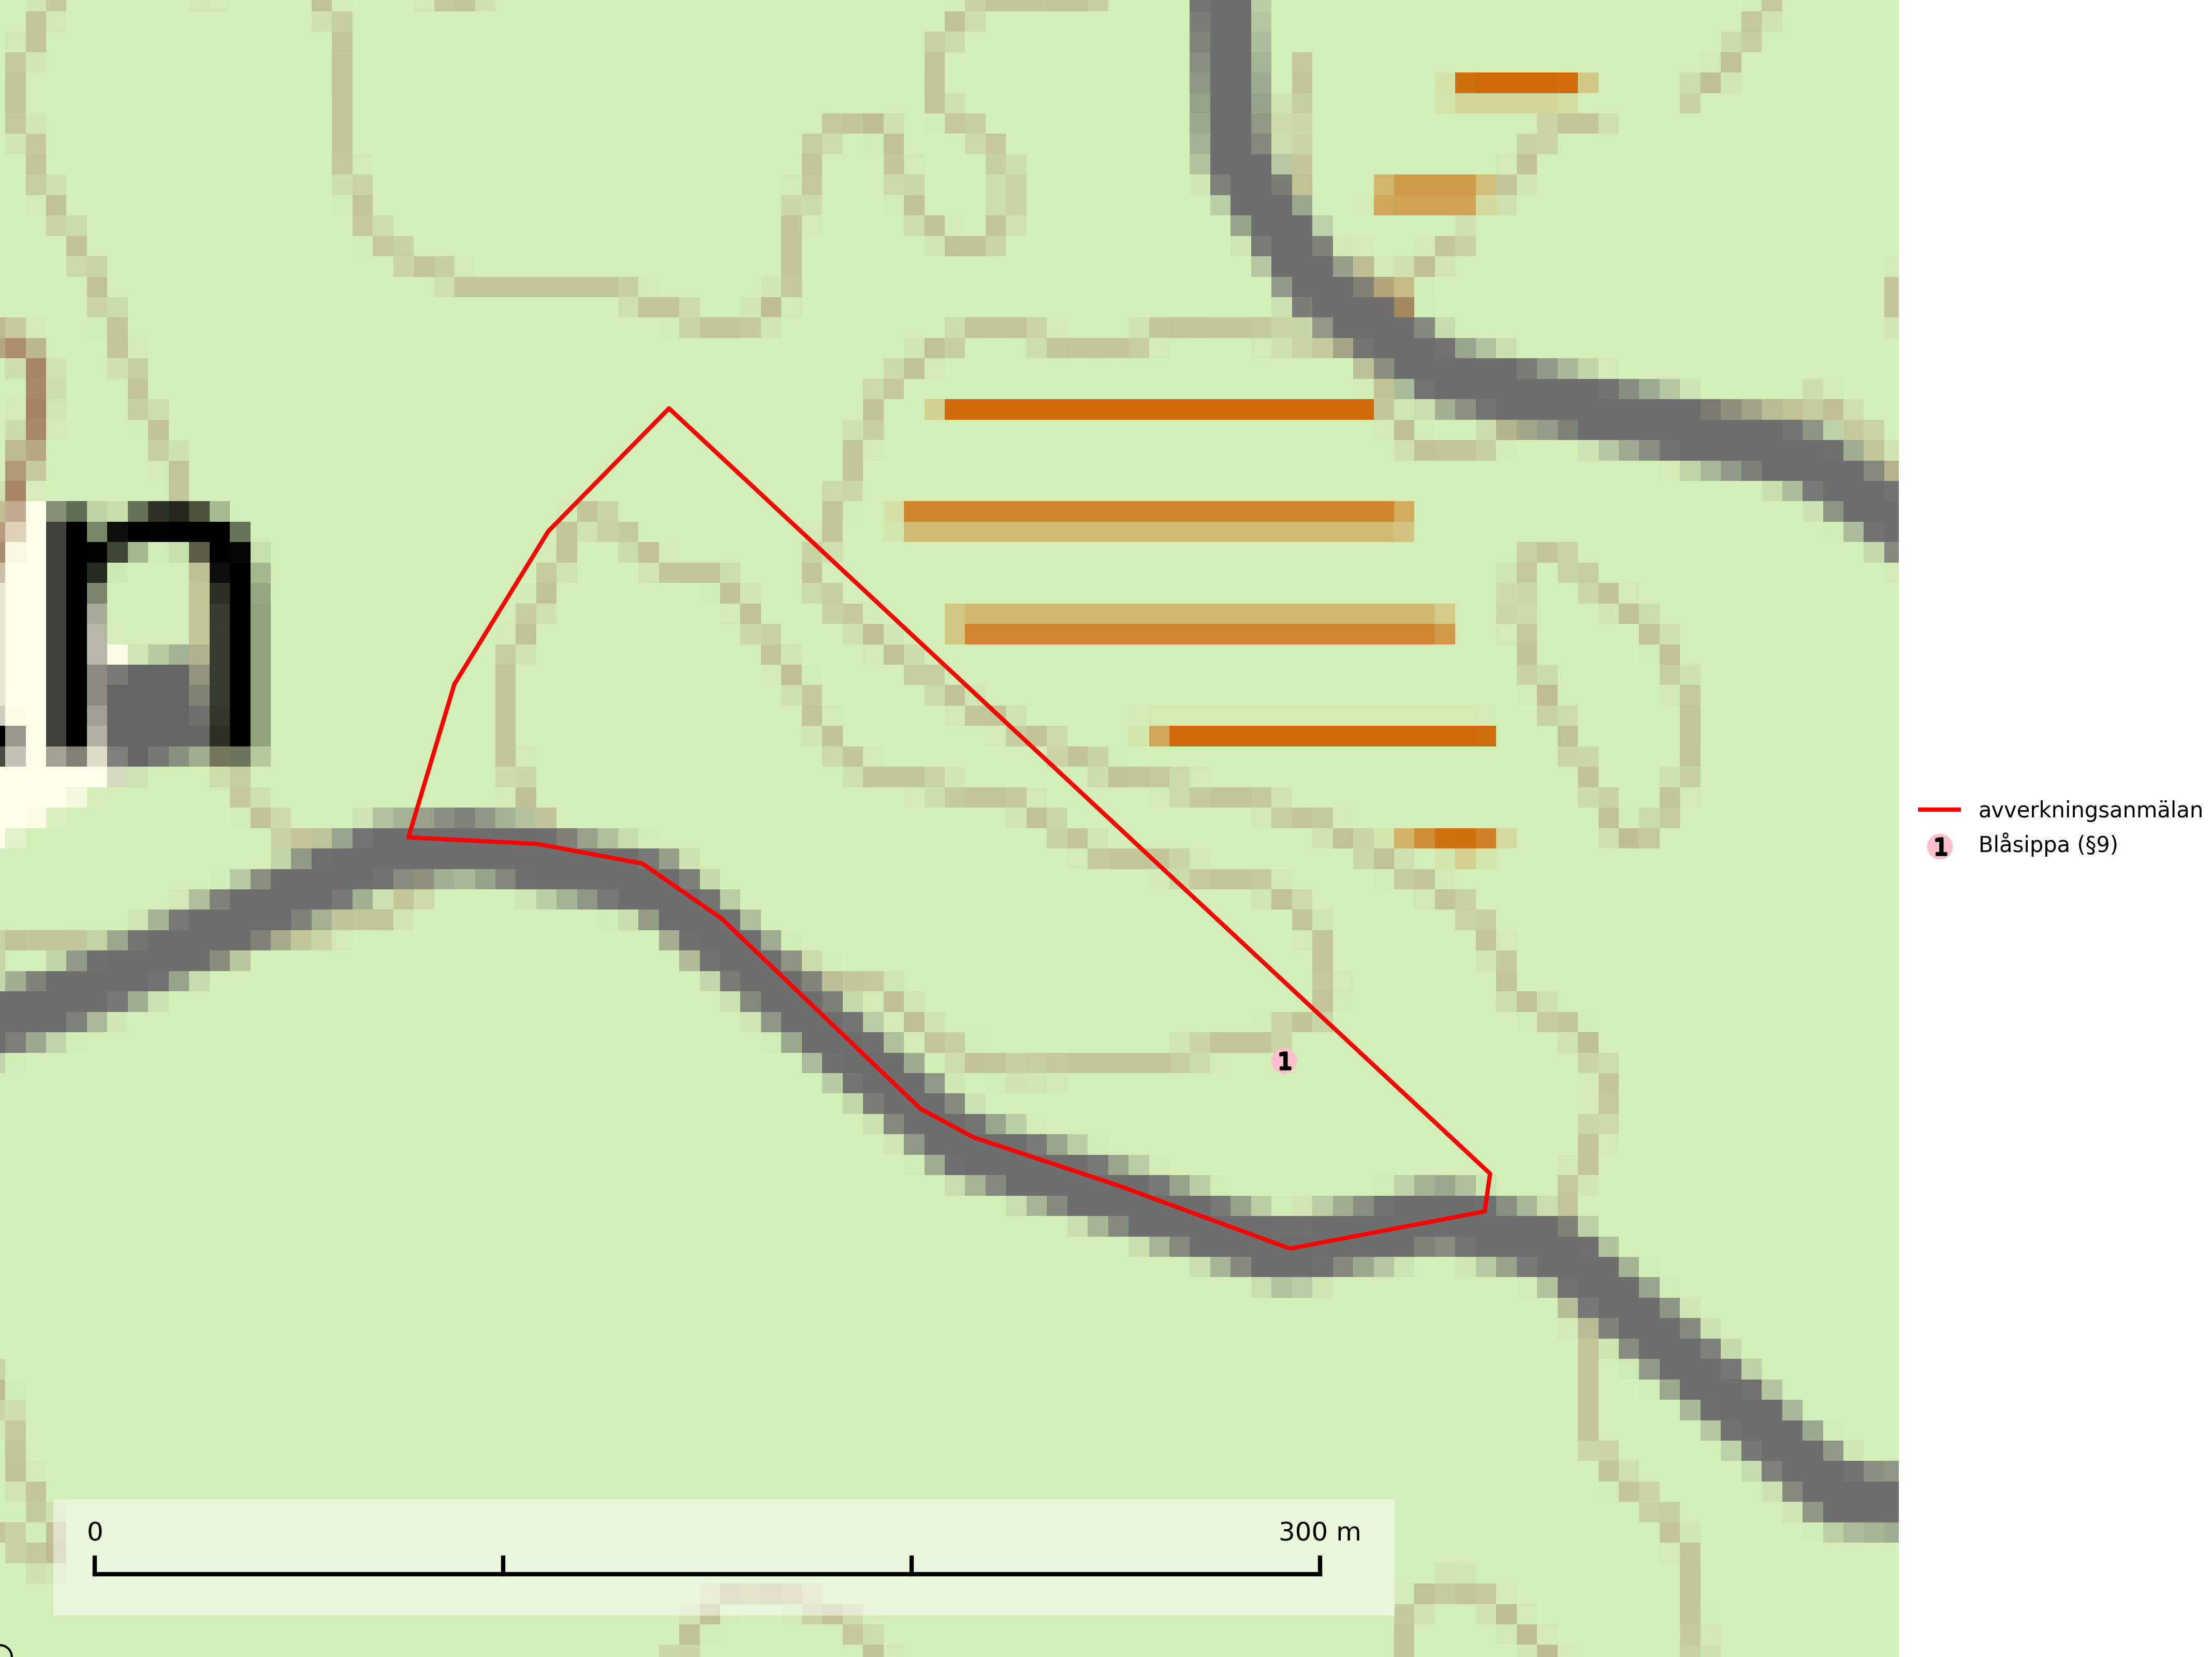 avverkningsanmälan
1 Blåsippa (§9)
1
0 300 m